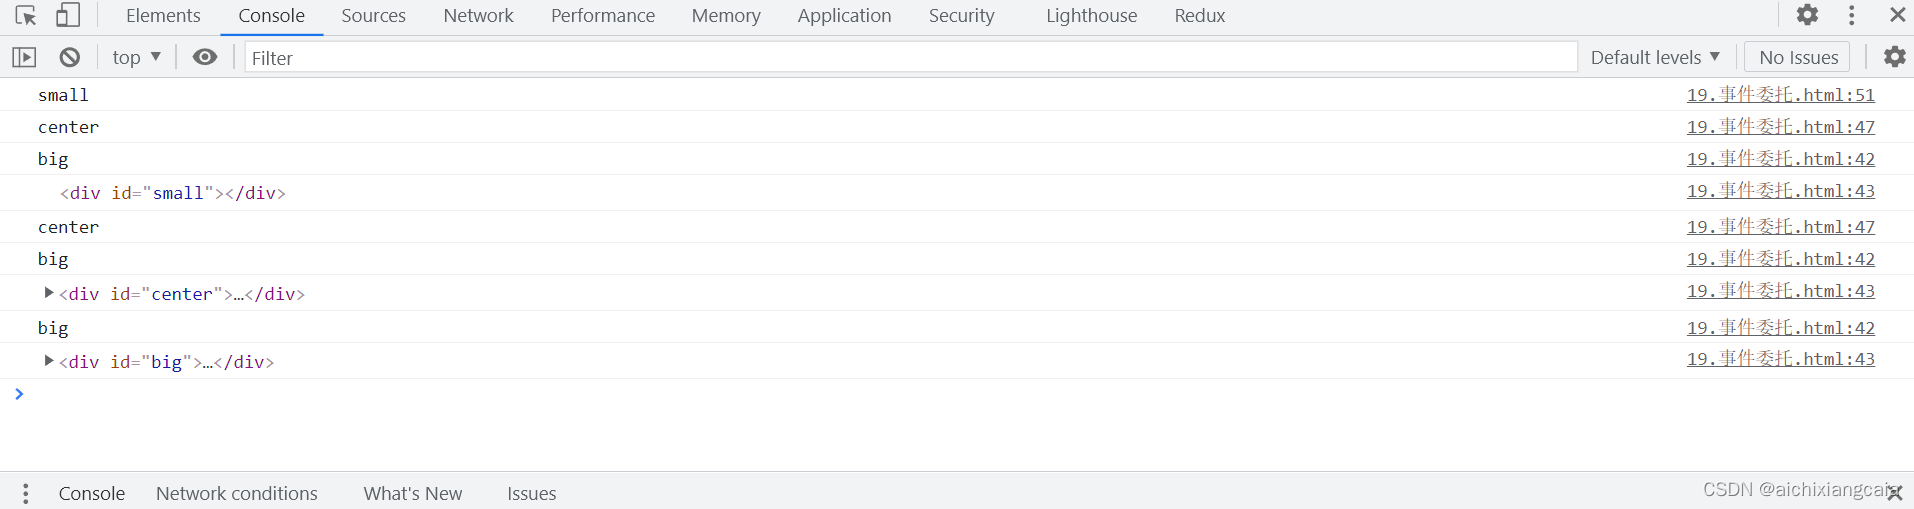 Elements Console Sources Network Performance Memory Application Security Lighthouse Redux
top Filter Default levels No Issues
small 19.事件委托.html:51
center 19.事件委托.html:47
big 19.事件委托.html:42
<div id="small"></div> 19.事件委托.html:43
center 19.事件委托.html:47
big 19.事件委托.html:42
<div id="center">…</div> 19.事件委托.html:43
big 19.事件委托.html:42
<div id="big">…</div> 19.事件委托.html:43
Console Network conditions What's New Issues
CSDN @aichixiangcaia